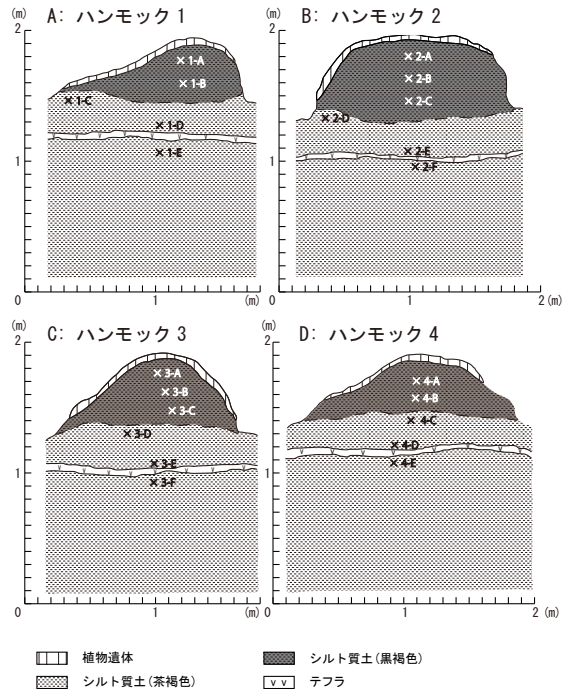 A: ハンモック 1
(m)
2
1
0
1
(m)
1-A
1-B
1-C
1-D
1-E
B: ハンモック 2
(m)
2
1
0
1
2
(m)
2-A
2-B
2-C
2-D
2-E
2-F
C: ハンモック 3
(m)
2
1
0
1
(m)
3-A
3-B
3-C
3-D
3-E
3-F
D: ハンモック 4
(m)
2
1
0
1
2
(m)
4-A
4-B
4-C
4-D
4-E
植物遺体
シルト質土(黒褐色)
シルト質土(茶褐色)
テフラ